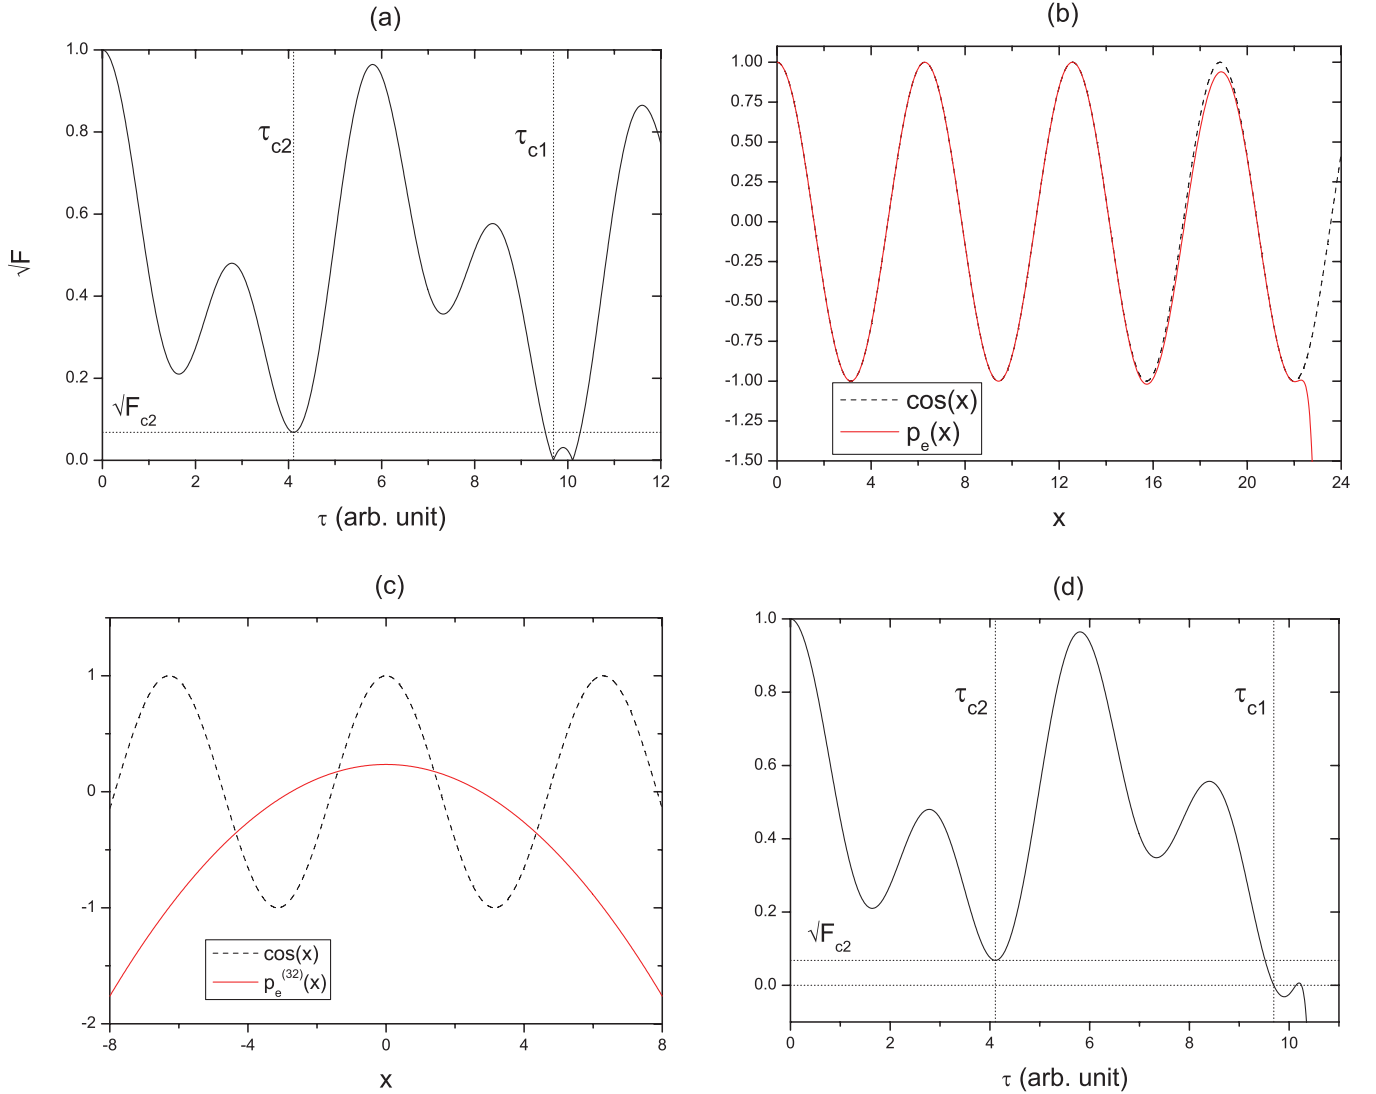 (a)
1.0
0.8
0.6
0.4
0.2
0.0
√F
τc2
τc1
√Fc2
0 2 4 6 8 10 12
τ (arb. unit)
(b)
1.00
0.75
0.50
0.25
0.00
-0.25
-0.50
-0.75
-1.00
-1.25
-1.50
cos(x)
pe(x)
0 4 8 12 16 20 24
x
(c)
1
0
-1
-2
cos(x)
pe(32)(x)
-8 -4 0 4 8
x
(d)
1.0
0.8
0.6
0.4
0.2
0.0
τc2
τc1
√Fc2
0 2 4 6 8 10
τ (arb. unit)